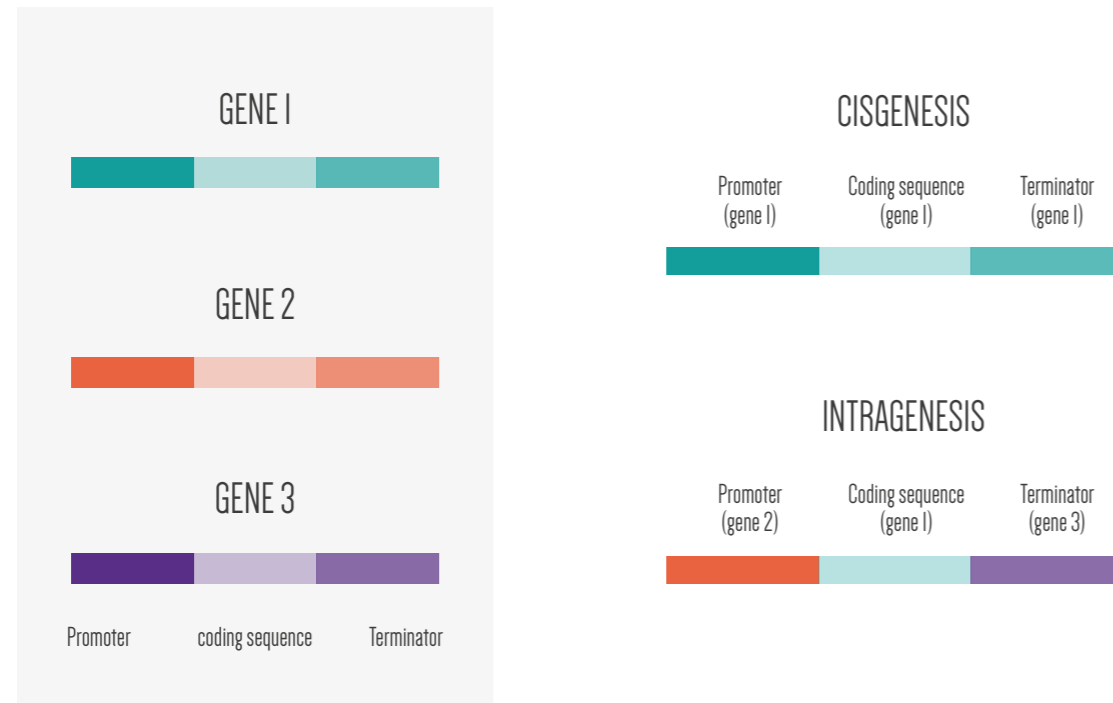 GENE 1
GENE 2
GENE 3
Promoter coding sequence Terminator
CISGENESIS
Promoter Coding sequence Terminator
(gene 1) (gene 1) (gene 1)
INTRAGENESIS
Promoter Coding sequence Terminator
(gene 2) (gene 1) (gene 3)